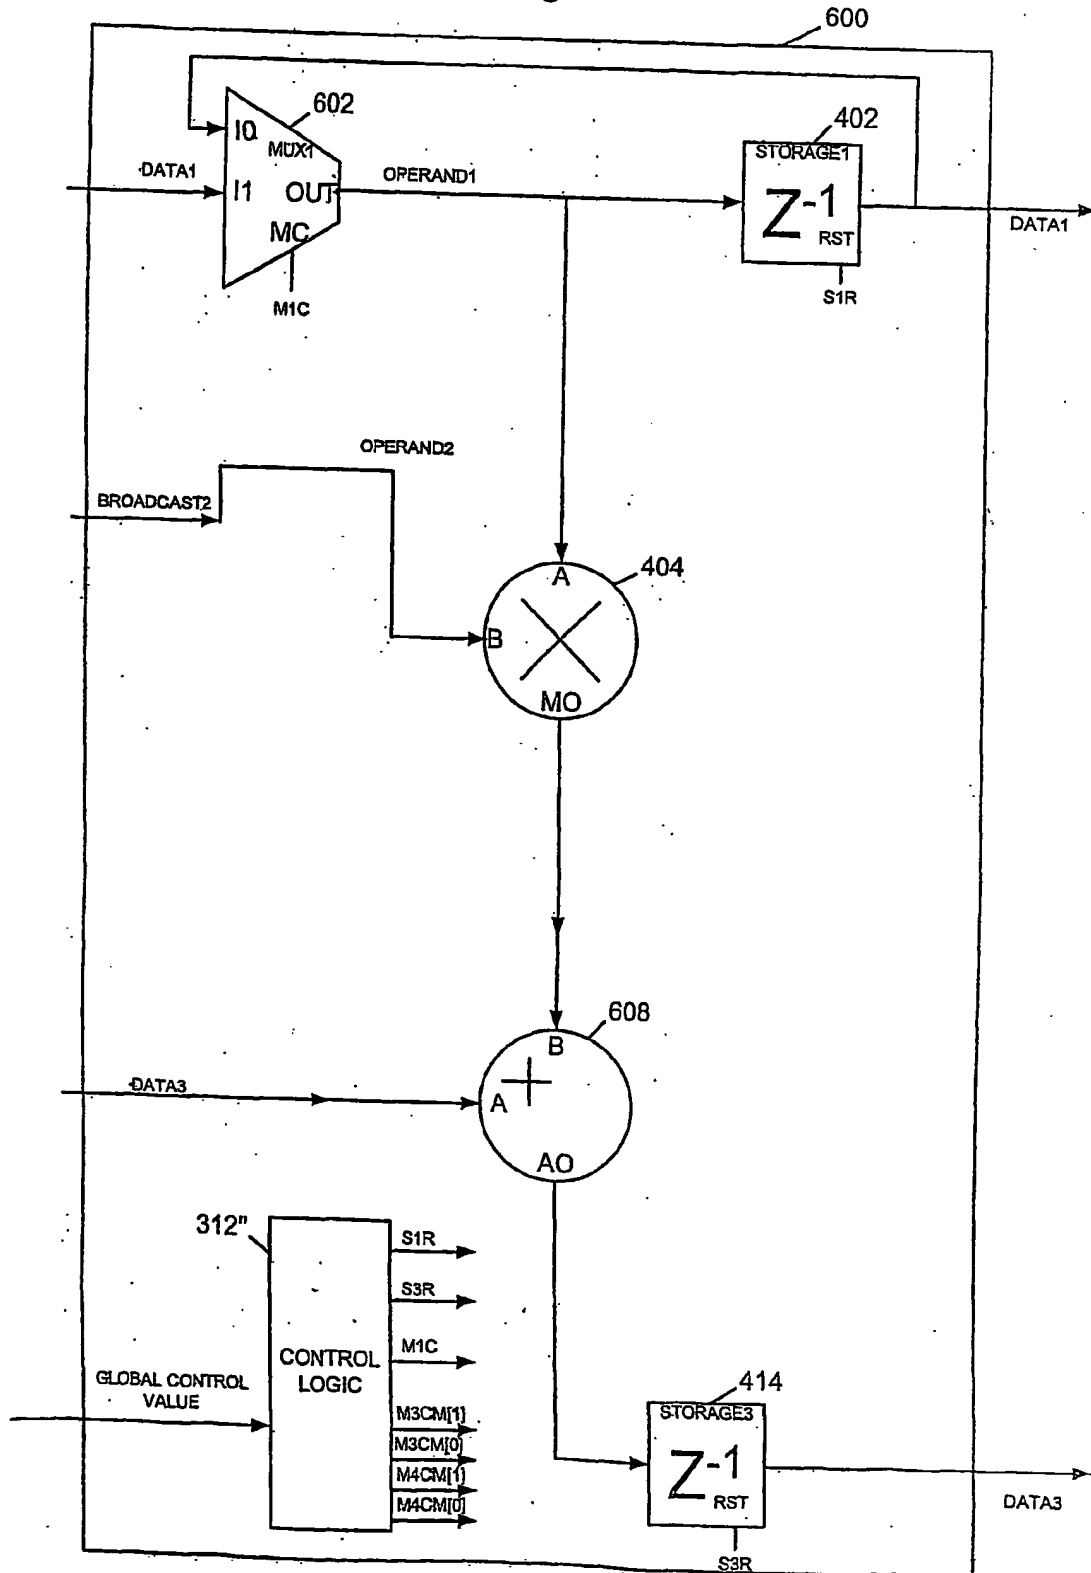 600
602
I0
MUX1
DATA1
I1
OUT
OPERAND1
MC
M1C
402
STORAGE1
Z-1
RST
S1R
DATA1
OPERAND2
BROADCAST2
404
A
B
MO
608
B
DATA3
A
+
AO
312"
S1R
S3R
M1C
CONTROL
LOGIC
GLOBAL CONTROL
VALUE
M3CM[1]
M3CM[0]
M4CM[1]
M4CM[0]
414
STORAGE3
Z-1
RST
S3R
DATA3